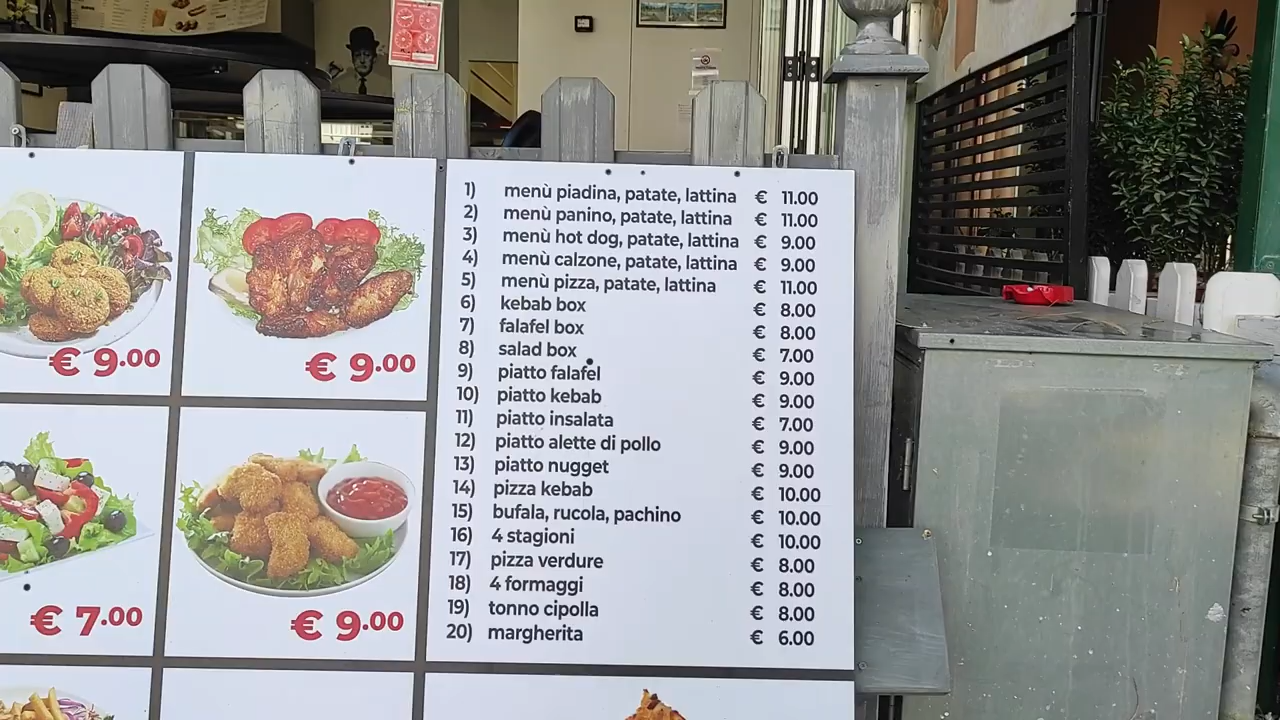 1) menù piadina, patate, lattina € 11.00
2) menù panino, patate, lattina € 11.00
3) menù hot dog, patate, lattina € 9.00
4) menù calzone, patate, lattina € 9.00
5) menù pizza, patate, lattina € 11.00
6) kebab box € 8.00
7) falafel box € 8.00
8) salad box € 7.00
9) piatto falafel € 9.00
10) piatto kebab € 9.00
11) piatto insalata € 7.00
12) piatto alette di pollo € 9.00
13) piatto nugget € 9.00
14) pizza kebab € 10.00
15) bufala, rucola, pachino € 10.00
16) 4 stagioni € 10.00
17) pizza verdure € 8.00
18) 4 formaggi € 8.00
19) tonno cipolla € 8.00
20) margherita € 6.00
€ 9.00
€ 9.00
€ 7.00
€ 9.00